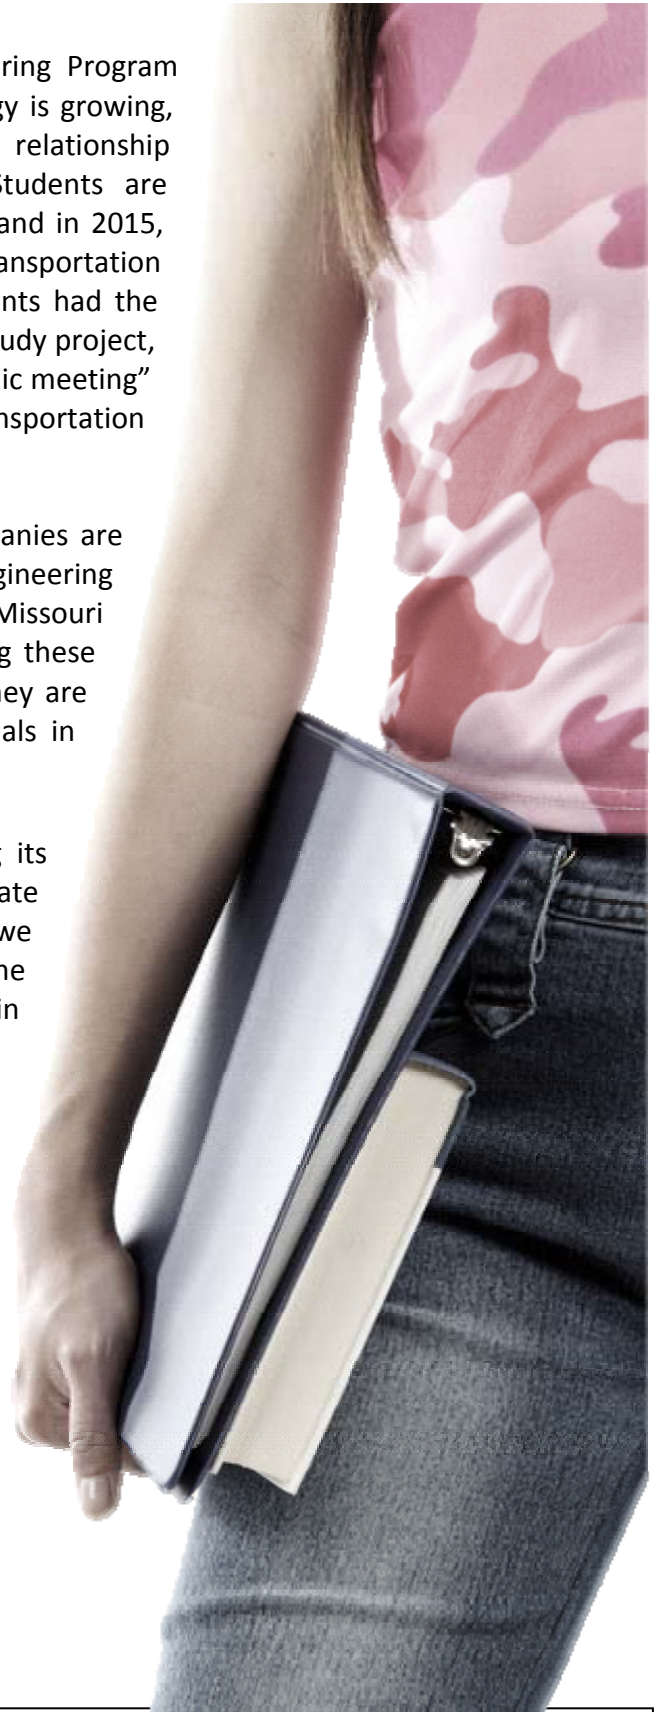 ring Program
gy is growing,
relationship
Students are
and in 2015,
ansportation
nts had the
udy project,
ic meeting”
nsportation
anies are
gineering
Missouri
g these
hey are
als in
g its
ate
we
he
in